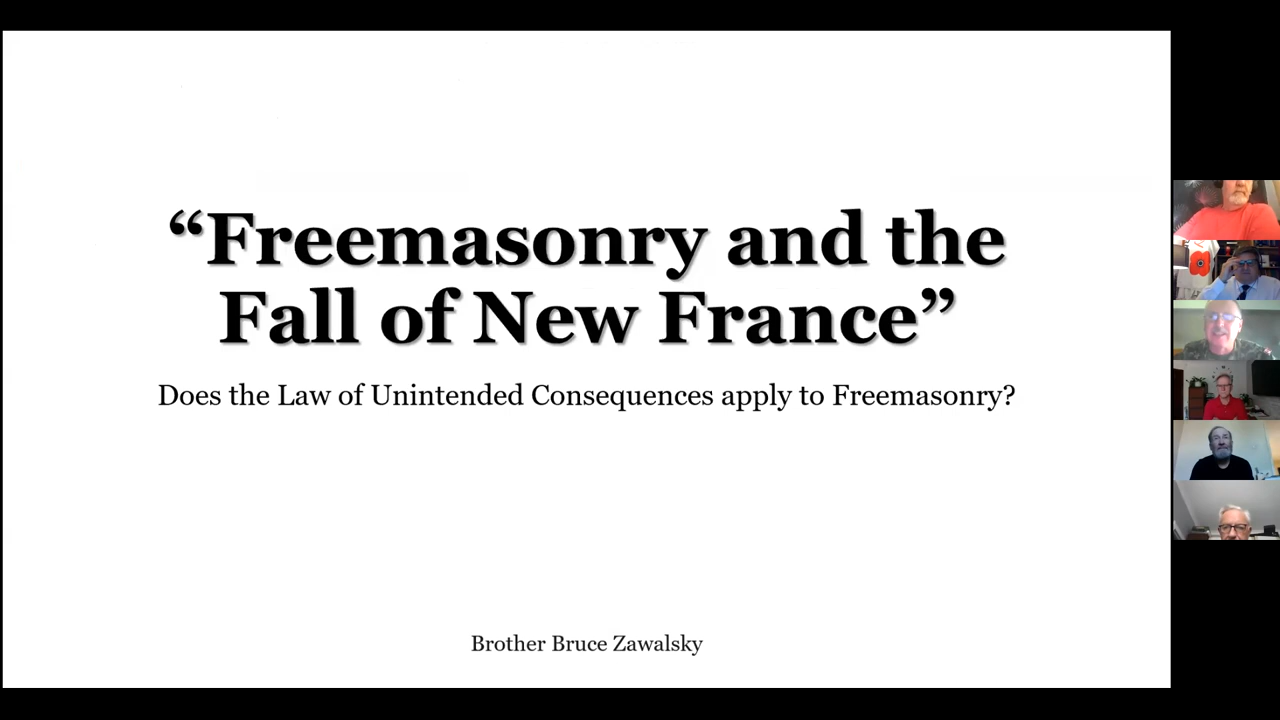 “Freemasonry and the
Fall of New France”
Does the Law of Unintended Consequences apply to Freemasonry?
Brother Bruce Zawalsky